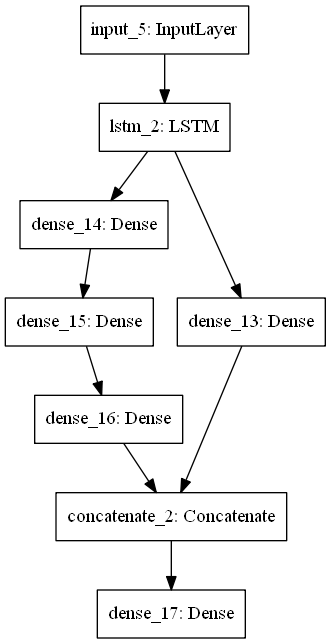 input_5: InputLayer
lstm_2: LSTM
dense_14: Dense
dense_15: Dense
dense_13: Dense
dense_16: Dense
concatenate_2: Concatenate
dense_17: Dense